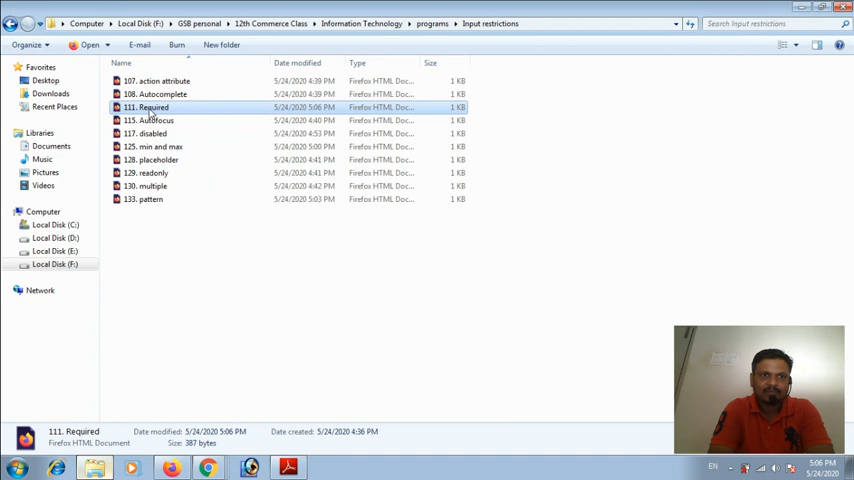 Computer ▸ Local Disk (F:) ▸ GSB personal ▸ 12th Commerce Class ▸ Information Technology ▸ programs ▸ Input restrictions
Search Input restrictions
Organize Open E-mail Burn New folder
Name Date modified Type Size
Favorites
Desktop
Downloads
Recent Places
Libraries
Documents
Music
Pictures
Videos
Computer
Local Disk (C:)
Local Disk (D:)
Local Disk (E:)
Local Disk (F:)
Network
107. action attribute 5/24/2020 4:39 PM Firefox HTML Doc... 1 KB
108. Autocomplete 5/24/2020 4:39 PM Firefox HTML Doc... 1 KB
111. Required 5/24/2020 5:06 PM Firefox HTML Doc... 1 KB
115. Autofocus 5/24/2020 4:40 PM Firefox HTML Doc... 1 KB
117. disabled 5/24/2020 4:53 PM Firefox HTML Doc... 1 KB
125. min and max 5/24/2020 5:00 PM Firefox HTML Doc... 1 KB
128. placeholder 5/24/2020 4:41 PM Firefox HTML Doc... 1 KB
129. readonly 5/24/2020 4:41 PM Firefox HTML Doc... 1 KB
130. multiple 5/24/2020 4:42 PM Firefox HTML Doc... 1 KB
133. pattern 5/24/2020 5:03 PM Firefox HTML Doc... 1 KB
111. Required Date modified: 5/24/2020 5:06 PM Date created: 5/24/2020 4:36 PM
Firefox HTML Document Size: 387 bytes
EN
5:06 PM
5/24/2020